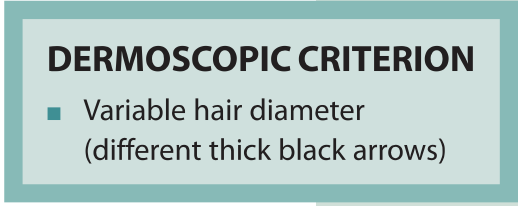 DERMOSCOPIC CRITERION
■ Variable hair diameter
(different thick black arrows)